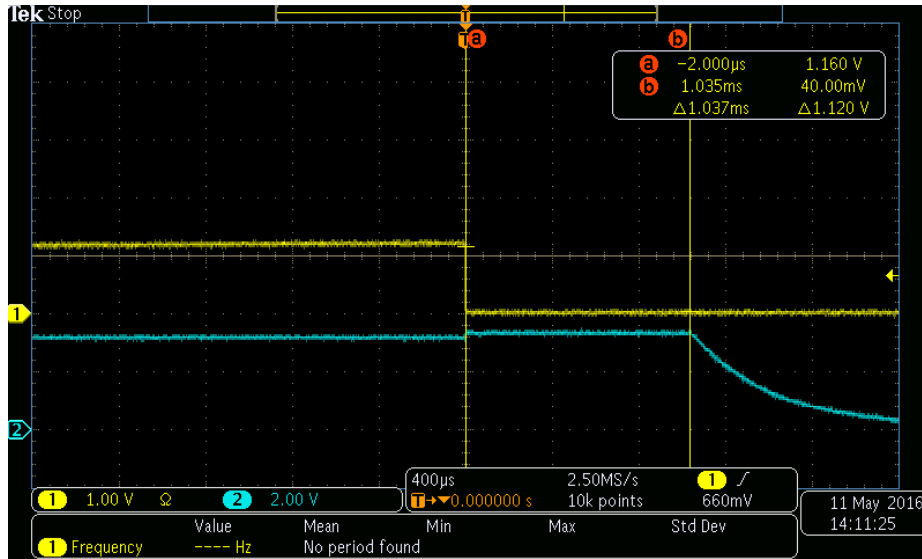 Tek Stop
T
T a b
a −2.000µs 1.160 V
b 1.035ms 40.00mV
Δ1.037ms Δ1.120 V
1
2
1 1.00 V Ω 2 2.00 V
400µs 2.50MS/s 1 ∫
T→▼0.000000 s 10k points 660mV
11 May 2016
14:11:25
Value Mean Min Max Std Dev
1 Frequency ---- Hz No period found